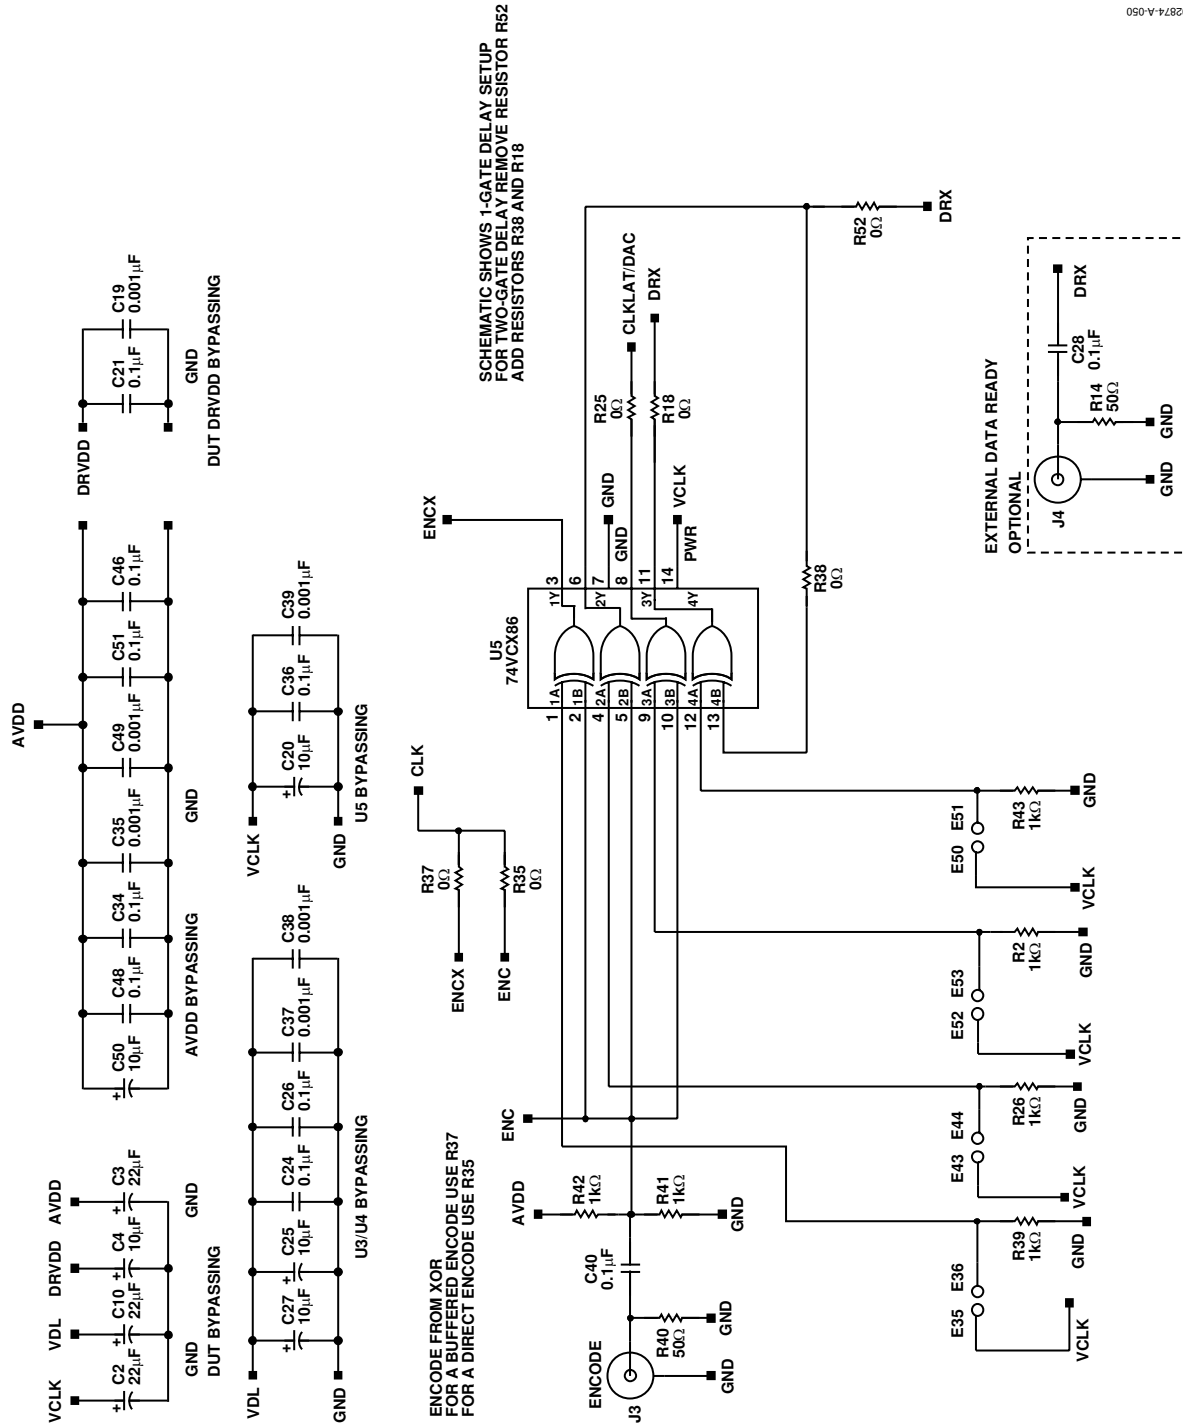 02874-A-050
VCLK
VDL
DRVDD
AVDD
C2
22μF
C10
22μF
C4
10μF
C3
22μF
GND
GND
DUT BYPASSING
AVDD
C50
10μF
C48
0.1μF
C34
0.1μF
C35
0.001μF
C49
0.001μF
C51
0.1μF
C46
0.1μF
GND
AVDD BYPASSING
DRVDD
C21
0.1μF
C19
0.001μF
GND
DUT DRVDD BYPASSING
VDL
C27
10μF
C25
10μF
C24
0.1μF
C26
0.1μF
C37
0.001μF
C38
0.001μF
GND
U3/U4 BYPASSING
VCLK
C20
10μF
C36
0.1μF
C39
0.001μF
GND
U5 BYPASSING
ENCODE FROM XOR
FOR A BUFFERED ENCODE USE R37
FOR A DIRECT ENCODE USE R35
ENCX
R37
0Ω
ENC
R35
0Ω
CLK
SCHEMATIC SHOWS 1-GATE DELAY SETUP
FOR TWO-GATE DELAY REMOVE RESISTOR R52
ADD RESISTORS R38 AND R18
ENCX
U5
74VCX86
1
1A
1Y
3
2
1B
6
4
2A
2Y
7
GND
5
2B
8
GND
9
3A
3Y
11
10
3B
14
PWR
VCLK
12
4A
4Y
13
4B
R25
0Ω
CLKLAT/DAC
R18
0Ω
DRX
R38
0Ω
R52
0Ω
DRX
ENCODE
J3
GND
R40
50Ω
GND
C40
0.1μF
AVDD
R42
1kΩ
R41
1kΩ
GND
ENC
E35
E36
VCLK
R39
1kΩ
GND
E43
E44
VCLK
R26
1kΩ
GND
E52
E53
VCLK
R2
1kΩ
GND
E50
E51
VCLK
R43
1kΩ
GND
EXTERNAL DATA READY
OPTIONAL
J4
GND
R14
50Ω
GND
C28
0.1μF
DRX